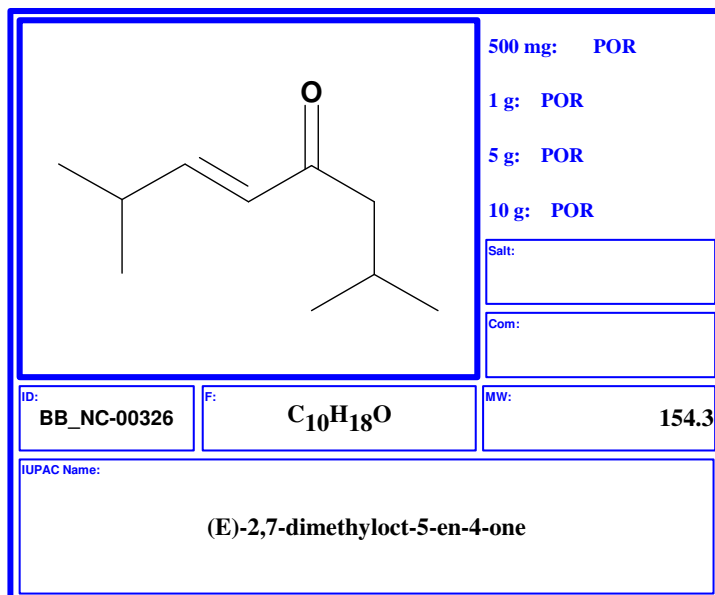 O
500 mg: POR
1 g: POR
5 g: POR
10 g: POR
Salt:
Com:
ID:
BB_NC-00326
F:
C10H18O
MW:
154.3
IUPAC Name:
(E)-2,7-dimethyloct-5-en-4-one